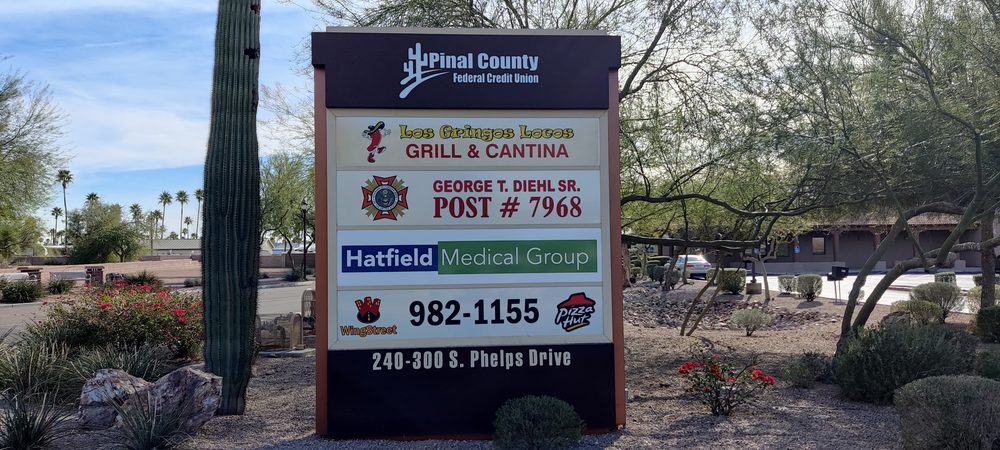 Pinal County
Federal Credit Union
Los Gringos Locos
GRILL & CANTINA
GEORGE T. DIEHL SR.
POST # 7968
Hatfield Medical Group
WingStreet
982-1155
Pizza Hut
240-300 S. Phelps Drive